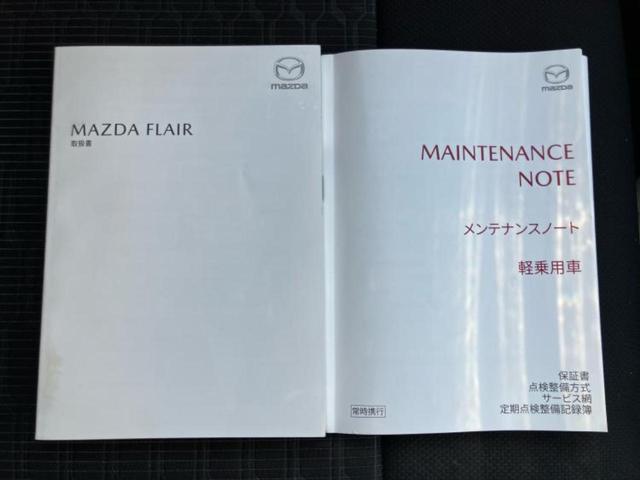 mazda
MAZDA FLAIR
取扱書
mazda
MAINTENANCE
NOTE
メンテナンスノート
軽乗用車
保証書
点検整備方式
サービス網
定期点検整備記録簿
常時携行